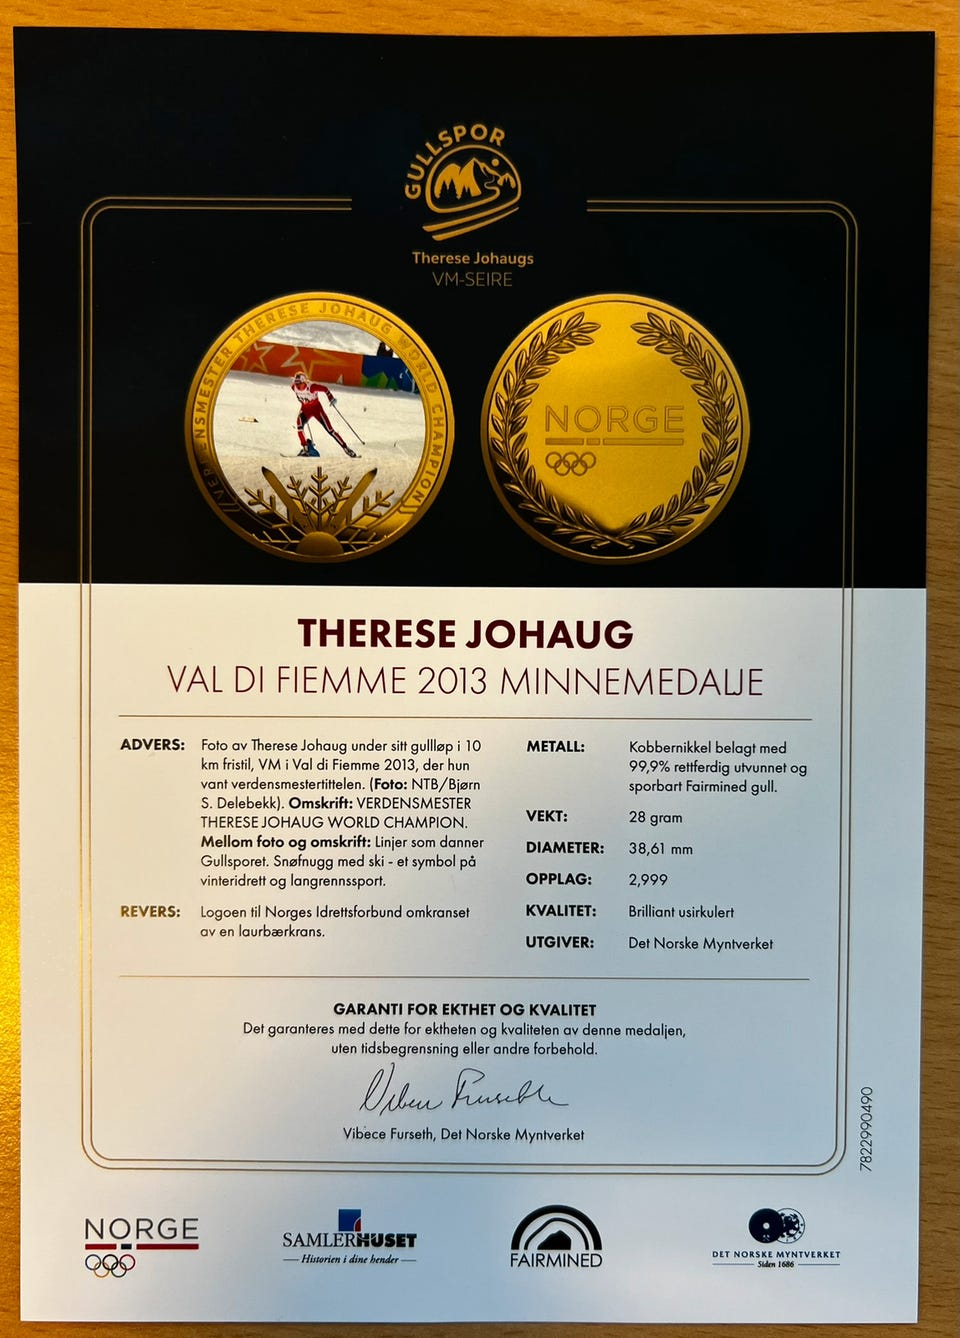 GULLSPOR
Therese Johaugs
VM-SEIRE
VERDENSMESTER THERESE JOHAUG WORLD CHAMPION
NORGE
THERESE JOHAUG
VAL DI FIEMME 2013 MINNEMEDALJE
ADVERS: Foto av Therese Johaug under sitt gulløp i 10
km fristil, VM i Val di Fiemme 2013, der hun
vant verdensmestertittelen. (Foto: NTB/Bjørn
S. Delebekk). Omskrift: VERDENSMESTER
THERESE JOHAUG WORLD CHAMPION.
Mellom foto og omskrift: Linjer som danner
Gullsporet. Snøfnugg med ski - et symbol på
vinteridrett og langrennssport.
REVERS: Logoen til Norges Idrettsforbund omkranset
av en laurbærkrans.
METALL: Kobbernikkel belagt med
99,9% rettferdig utvunnet og
sporbart Fairmined gull.
VEKT: 28 gram
DIAMETER: 38,61 mm
OPPLAG: 2,999
KVALITET: Brilliant usirkulert
UTGIVER: Det Norske Myntverket
GARANTI FOR EKTHET OG KVALITET
Det garanteres med dette for ektheten og kvaliteten av denne medaljen,
uten tidsbegrensning eller andre forbehold.
Vibece Furseth
Vibece Furseth, Det Norske Myntverket
7822990490
NORGE
SAMLERHUSET
Historien i dine hender
FAIRMINED
DET NORSKE MYNTVERKET
Siden 1686